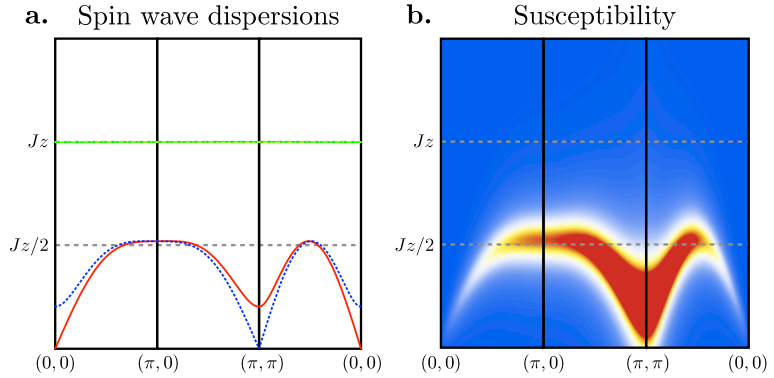 a. Spin wave dispersions
Jz
Jz/2
(0, 0) (π, 0) (π, π) (0, 0)
b. Susceptibility
Jz
Jz/2
(0, 0) (π, 0) (π, π) (0, 0)